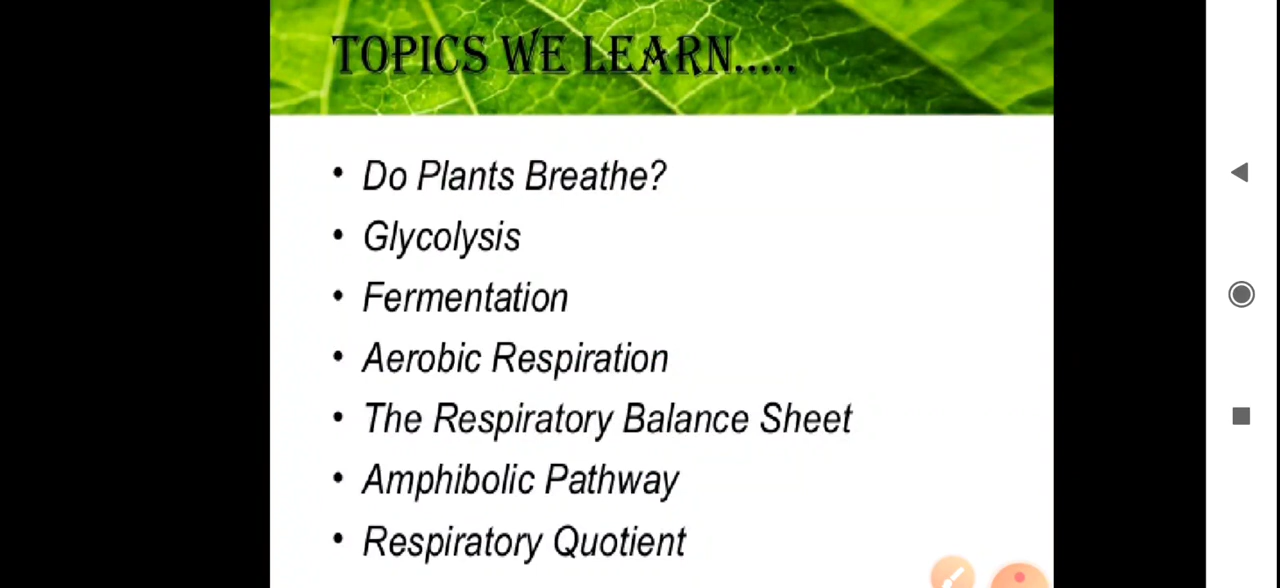 TOPICS WE LEARN.....
• Do Plants Breathe?
• Glycolysis
• Fermentation
• Aerobic Respiration
• The Respiratory Balance Sheet
• Amphibolic Pathway
• Respiratory Quotient